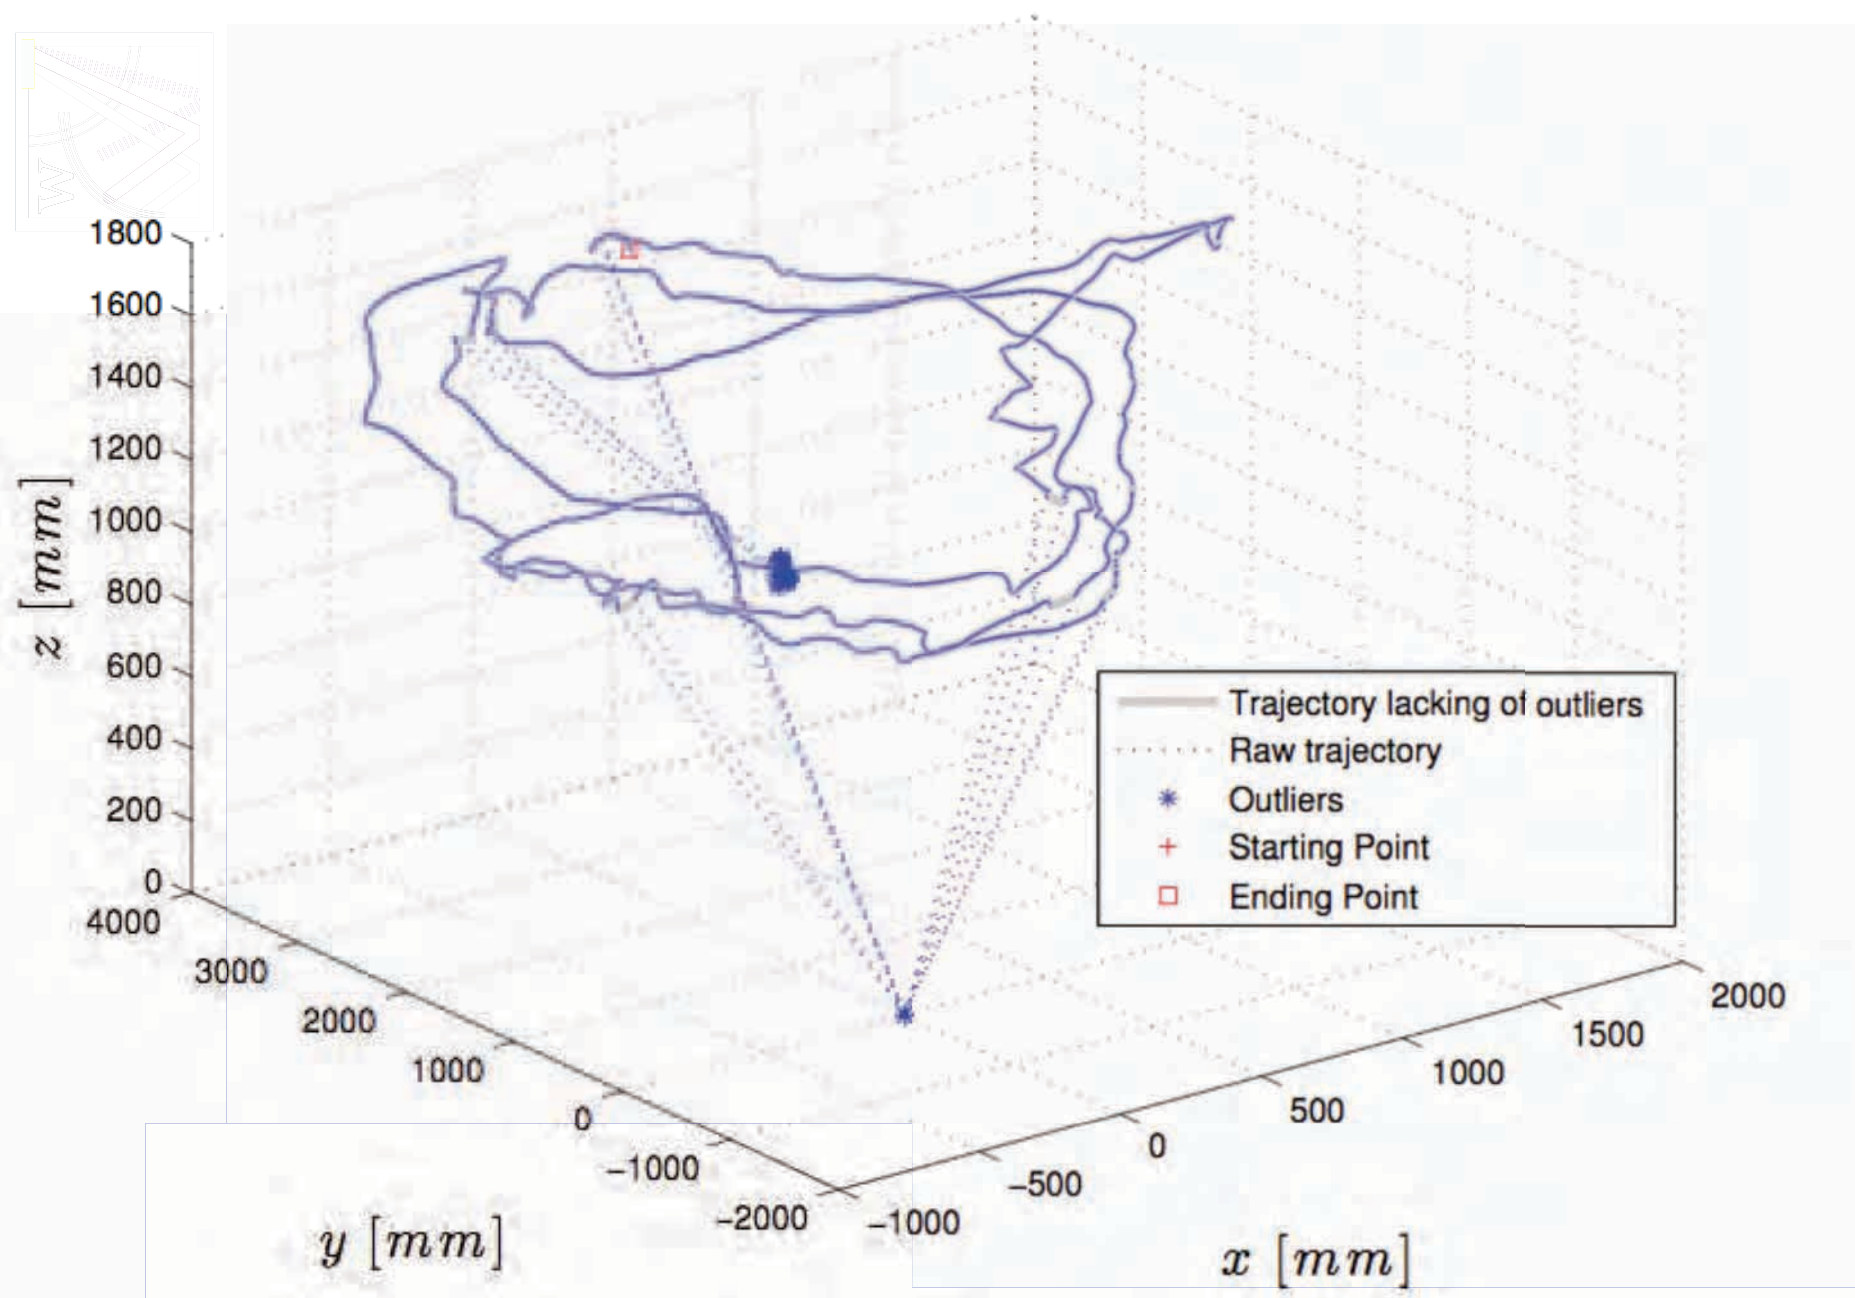 W
1800
1600
1400
1200
1000
800
600
400
200
0
z [mm]
4000
3000
2000
1000
0
−1000
−2000
y [mm]
−1000
−500
0
500
1000
1500
2000
x [mm]
Trajectory lacking of outliers
Raw trajectory
Outliers
Starting Point
Ending Point